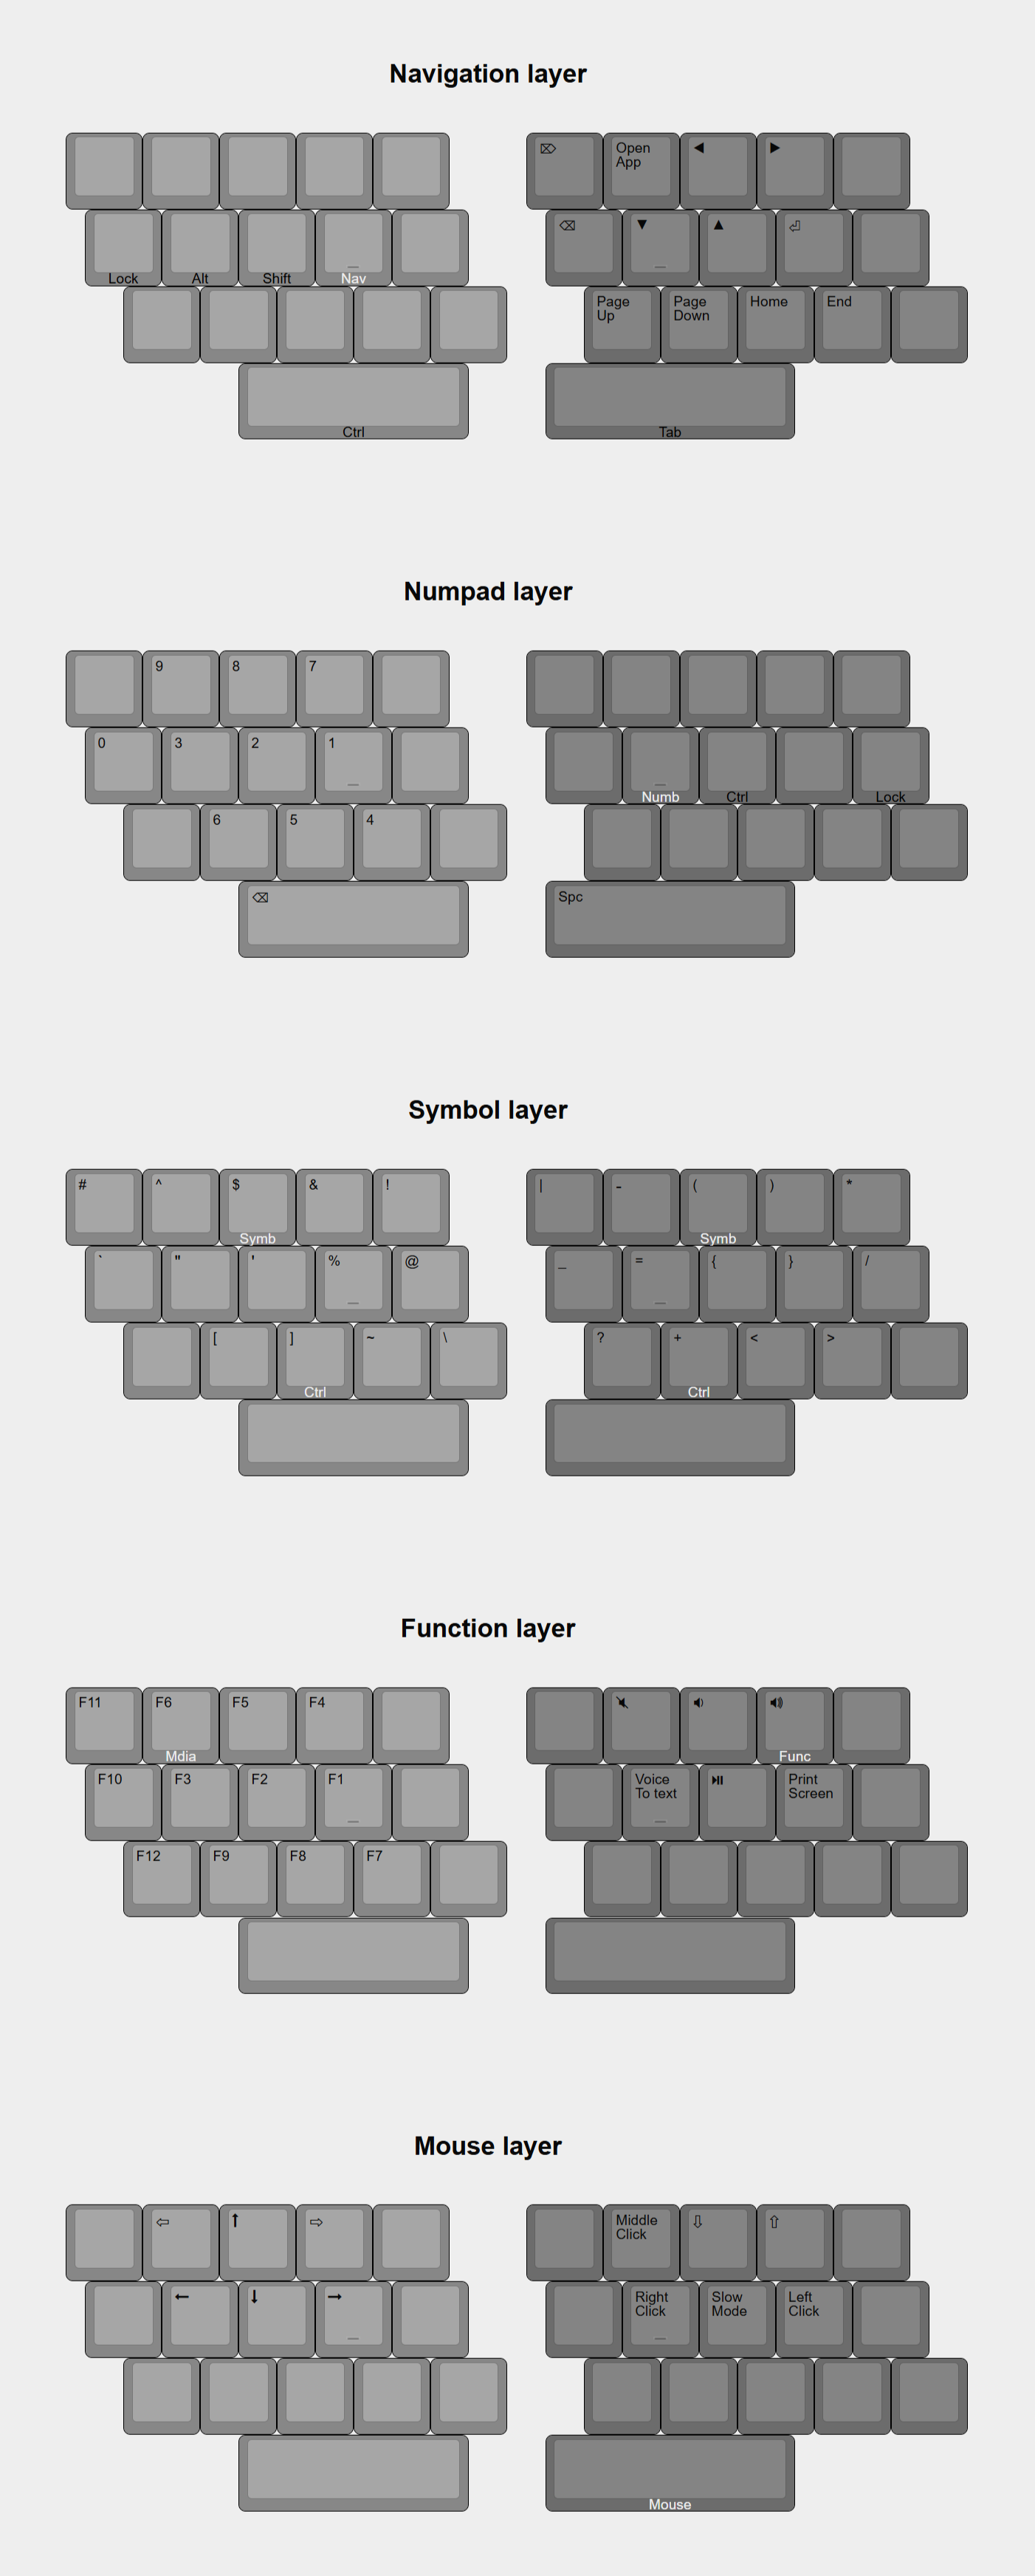 Navigation layer
⌦ Open App ◀ ▶
Lock Alt Shift _ Nav ⌫ ▼ _ ▲ ⏎
Page Up Page Down Home End
Ctrl Tab
Numpad layer
9 8 7
0 3 2 1 _ _ Numb Ctrl Lock
6 5 4
⌫ Spc
Symbol layer
# ^ $ & ! | - ( ) *
Symb Symb
` " ' % @ _ = { } /
[ ] ~ \ ? + < >
Ctrl Ctrl
Function layer
F11 F6 F5 F4
Mdia Func
F10 F3 F2 F1 Voice To text ⏯ Print Screen
F12 F9 F8 F7
Mouse layer
⇦ ↑ ⇨ Middle Click ⇩ ⇧
← ↓ → Right Click Slow Mode Left Click
Mouse